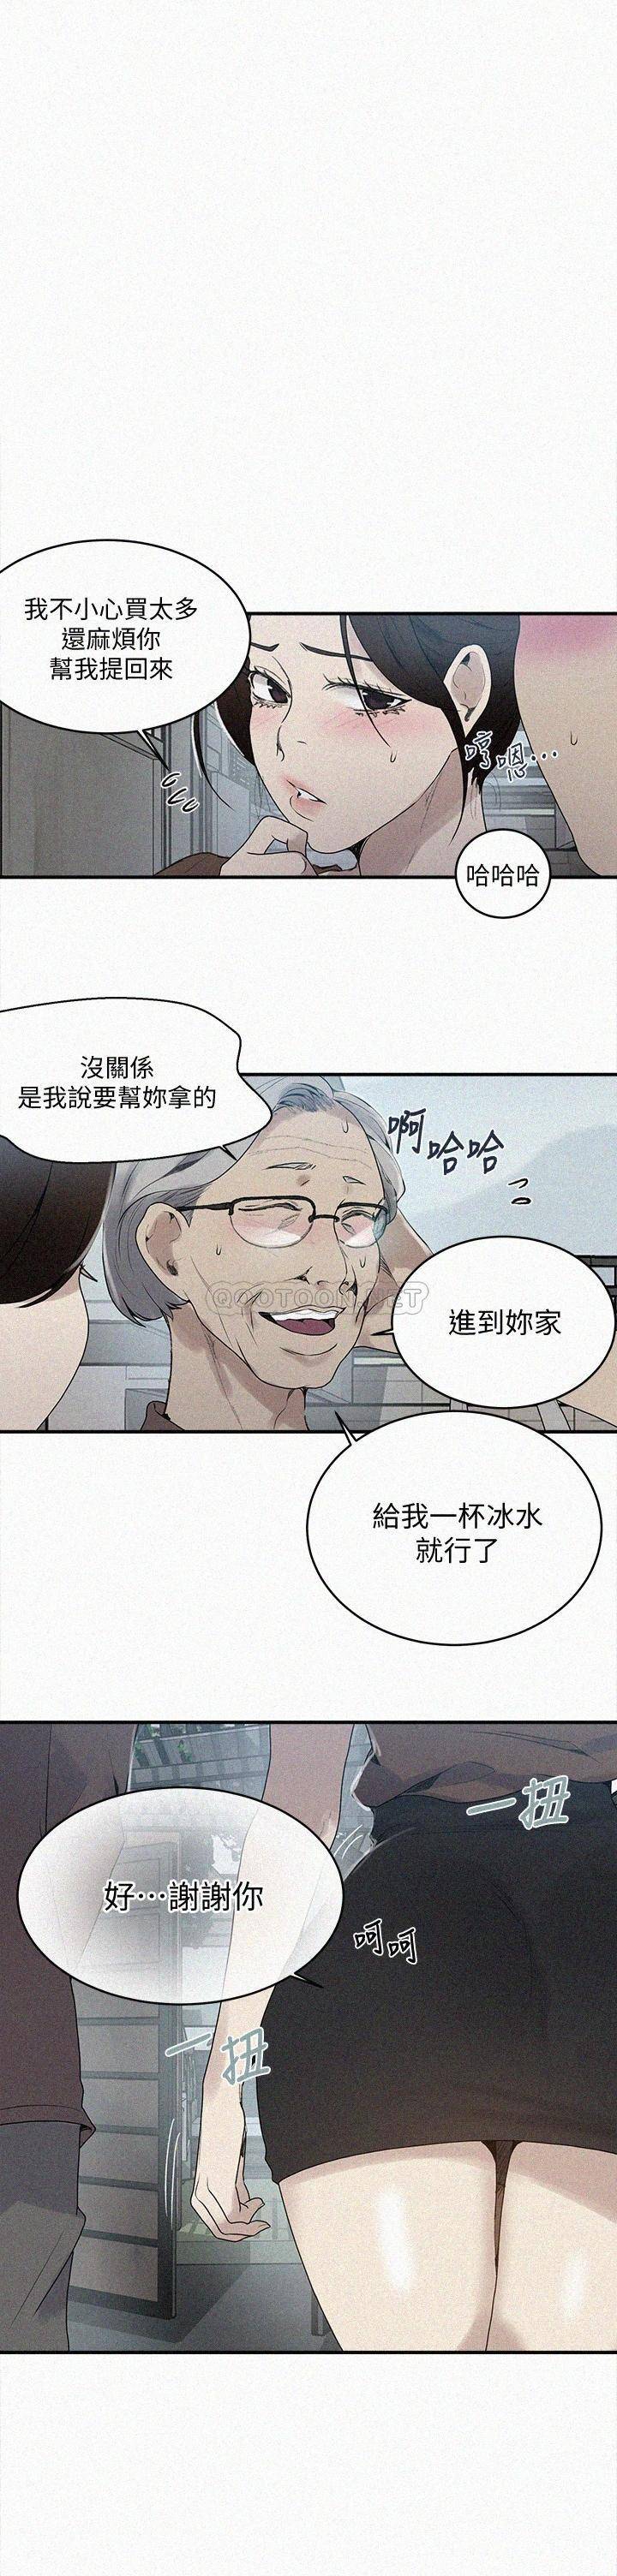 我不小心買太多
還麻煩你
幫我提回來
哼嗯…
哈哈哈
沒關係
是我說要幫妳拿的
啊哈哈
QOOTOON.NET
進到妳家
給我一杯冰水
就行了
一扭
好…謝謝你
呵呵
一扭